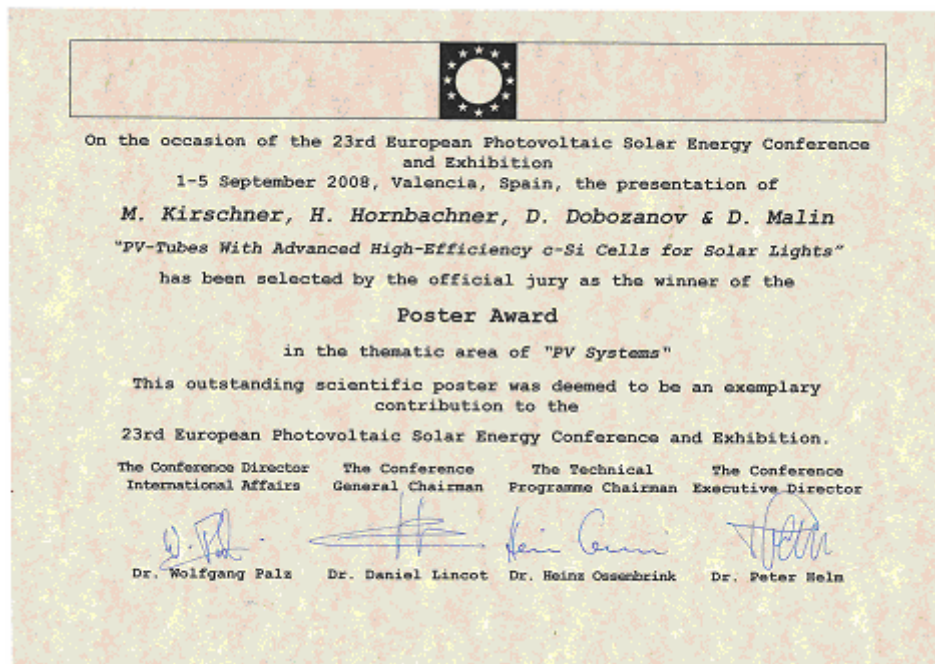 On the occasion of the 23rd European Photovoltaic Solar Energy Conference
and Exhibition
1-5 September 2008, Valencia, Spain, the presentation of
M. Kirschner, H. Hornbachner, D. Dobozanov & D. Malin
"PV-Tubes With Advanced High-Efficiency c-Si Cells for Solar Lights"
has been selected by the official jury as the winner of the
Poster Award
in the thematic area of "PV Systems"
This outstanding scientific poster was deemed to be an exemplary
contribution to the
23rd European Photovoltaic Solar Energy Conference and Exhibition.
The Conference Director The Conference The Technical The Conference
International Affairs General Chairman Programme Chairman Executive Director
Dr. Wolfgang Palz Dr. Daniel Lincot Dr. Heinz Ossenbrink Dr. Peter Helm